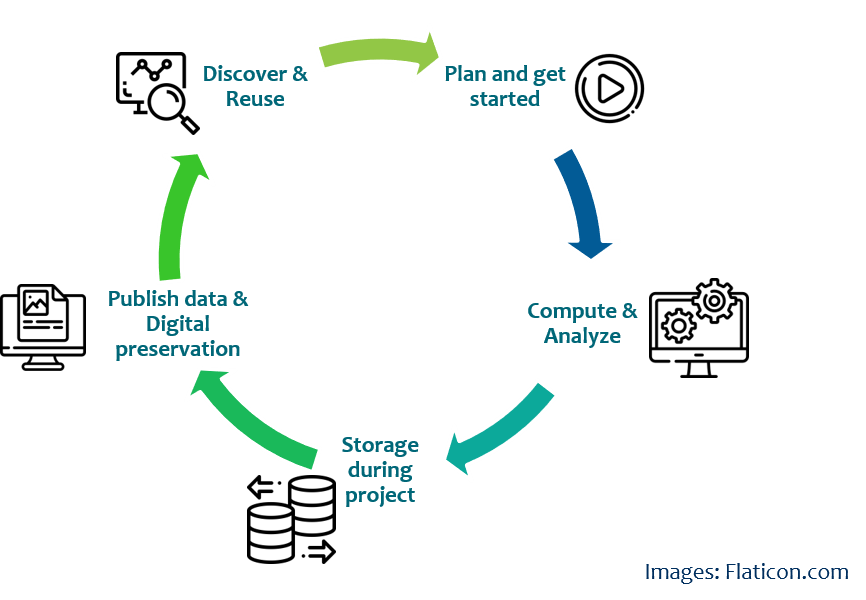 Discover &
Reuse
Plan and get
started
Compute &
Analyze
Storage
during
project
Publish data &
Digital
preservation
Images: Flaticon.com